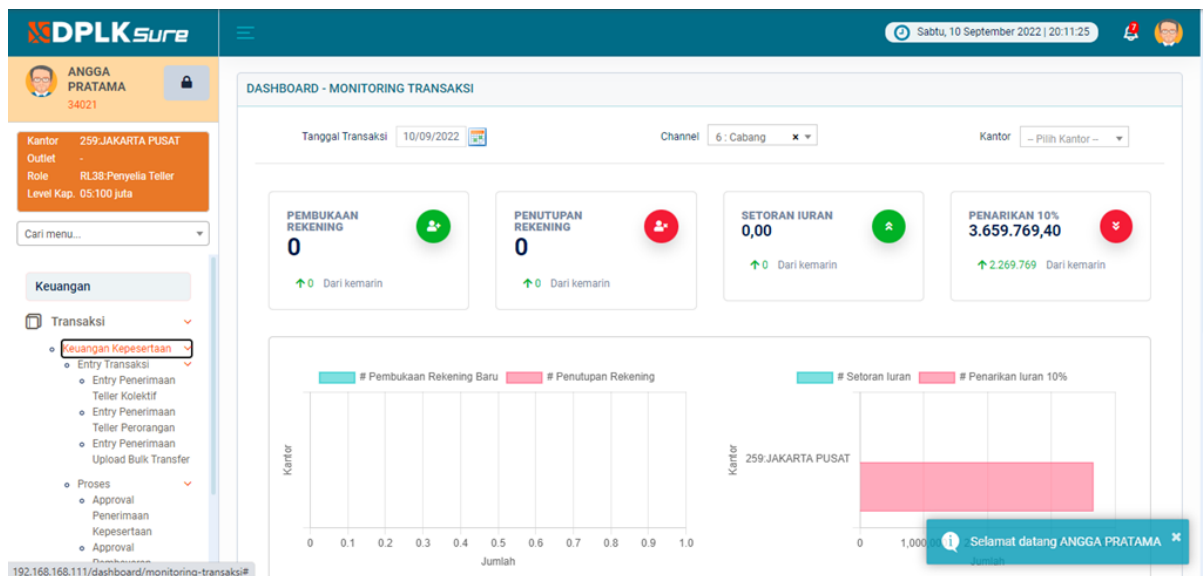 DPLKSure
Sabtu, 10 September 2022 | 20:11:25
7
ANGGA
PRATAMA
34021
Kantor 259:JAKARTA PUSAT
Outlet -
Role RL38:Penyelia Teller
Level Kap. 05:100 juta
Cari menu...
Keuangan
Transaksi
Keuangan Kepesertaan
Entry Transaksi
Entry Penerimaan
Teller Kolektif
Entry Penerimaan
Teller Perorangan
Entry Penerimaan
Upload Bulk Transfer
Proses
Approval
Penerimaan
Kepesertaan
Approval
192.168.168.111/dashboard/monitoring-transaksi#
DASHBOARD - MONITORING TRANSAKSI
Tanggal Transaksi 10/09/2022 Channel 6 : Cabang × Kantor -- Pilih Kantor --
PEMBUKAAN
REKENING
0
0 Dari kemarin
PENUTUPAN
REKENING
0
0 Dari kemarin
SETORAN IURAN
0,00
0 Dari kemarin
PENARIKAN 10%
3.659.769,40
2.269.769 Dari kemarin
# Pembukaan Rekening Baru # Penutupan Rekening
Kantor
0 0.1 0.2 0.3 0.4 0.5 0.6 0.7 0.8 0.9 1.0
Jumlah
# Setoran Iuran # Penarikan Iuran 10%
Kantor
259:JAKARTA PUSAT
0 1,000
Jumlah
Selamat datang ANGGA PRATAMA ×